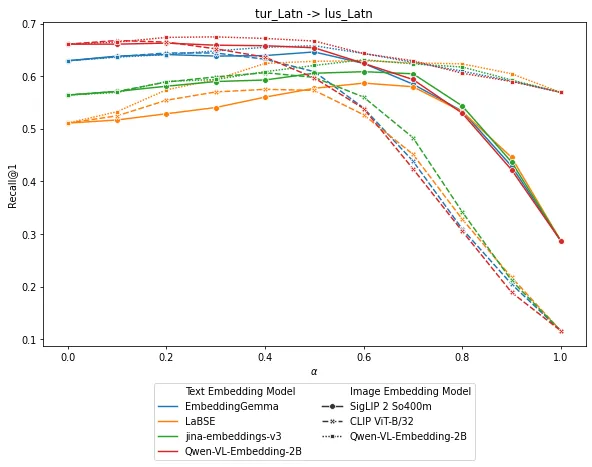 tur_Latn -> lus_Latn
Recall@1
0.7
0.6
0.5
0.4
0.3
0.2
0.1
0.0 0.2 0.4 0.6 0.8 1.0
α
Text Embedding Model Image Embedding Model
EmbeddingGemma SigLIP 2 So400m
LaBSE CLIP ViT-B/32
jina-embeddings-v3 Qwen-VL-Embedding-2B
Qwen-VL-Embedding-2B